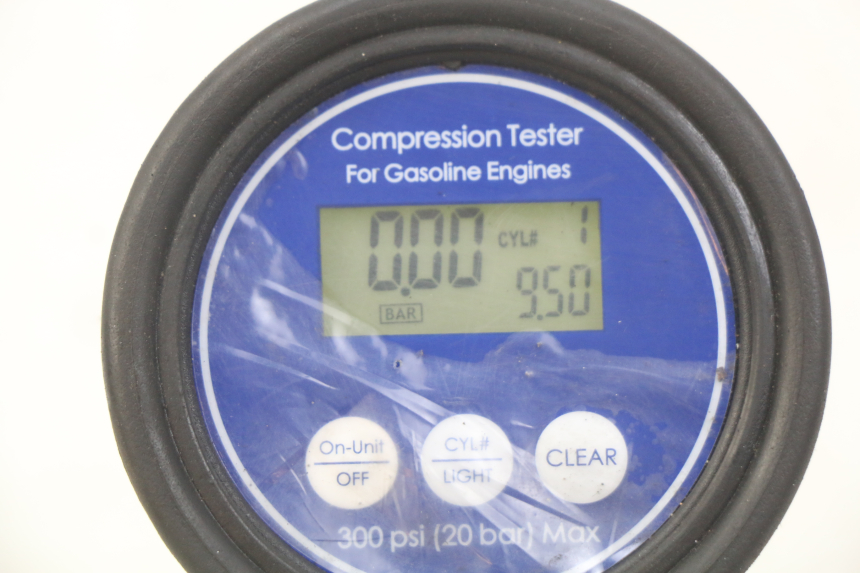 Compression Tester
For Gasoline Engines
0.00 CYL# 1
BAR 9.50
On-Unit CYL# CLEAR
OFF LIGHT
300 psi (20 bar) Max